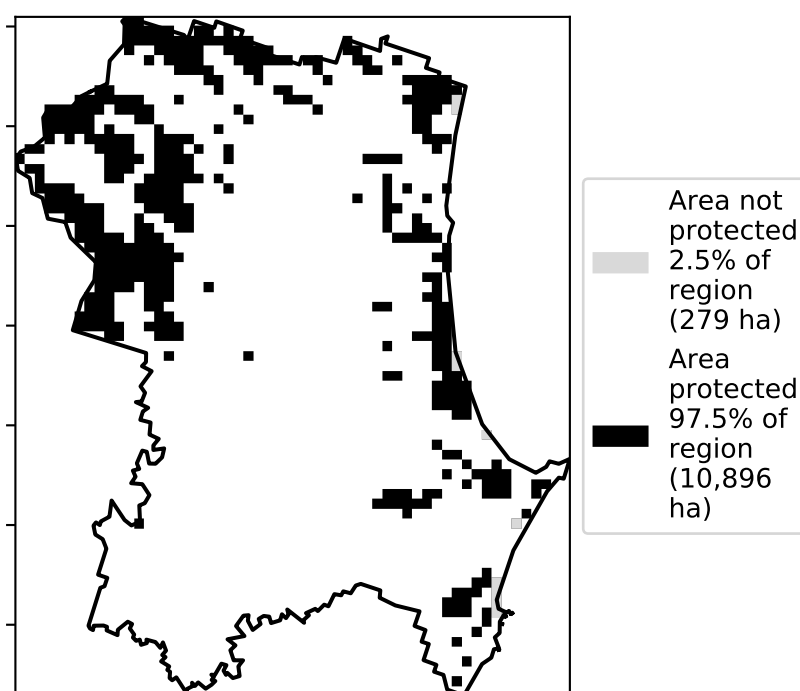 Area not
protected
2.5% of
region
(279 ha)
Area
protected
97.5% of
region
(10,896
ha)